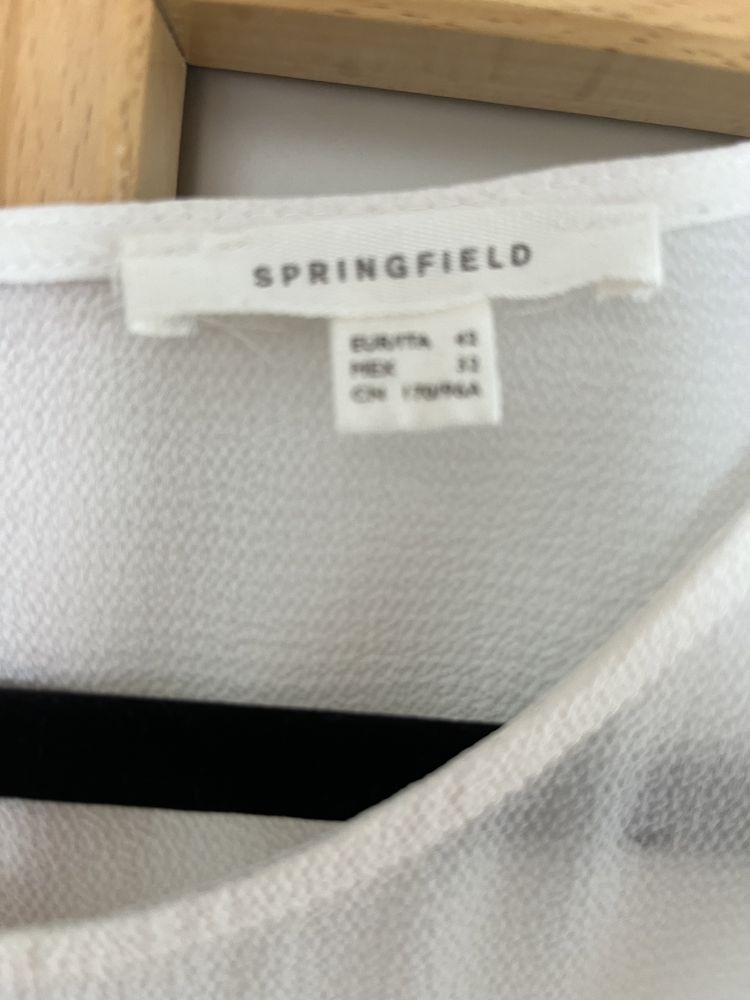 SPRINGFIELD
EUR/ITA 42
MEX 32
CN 170/96A